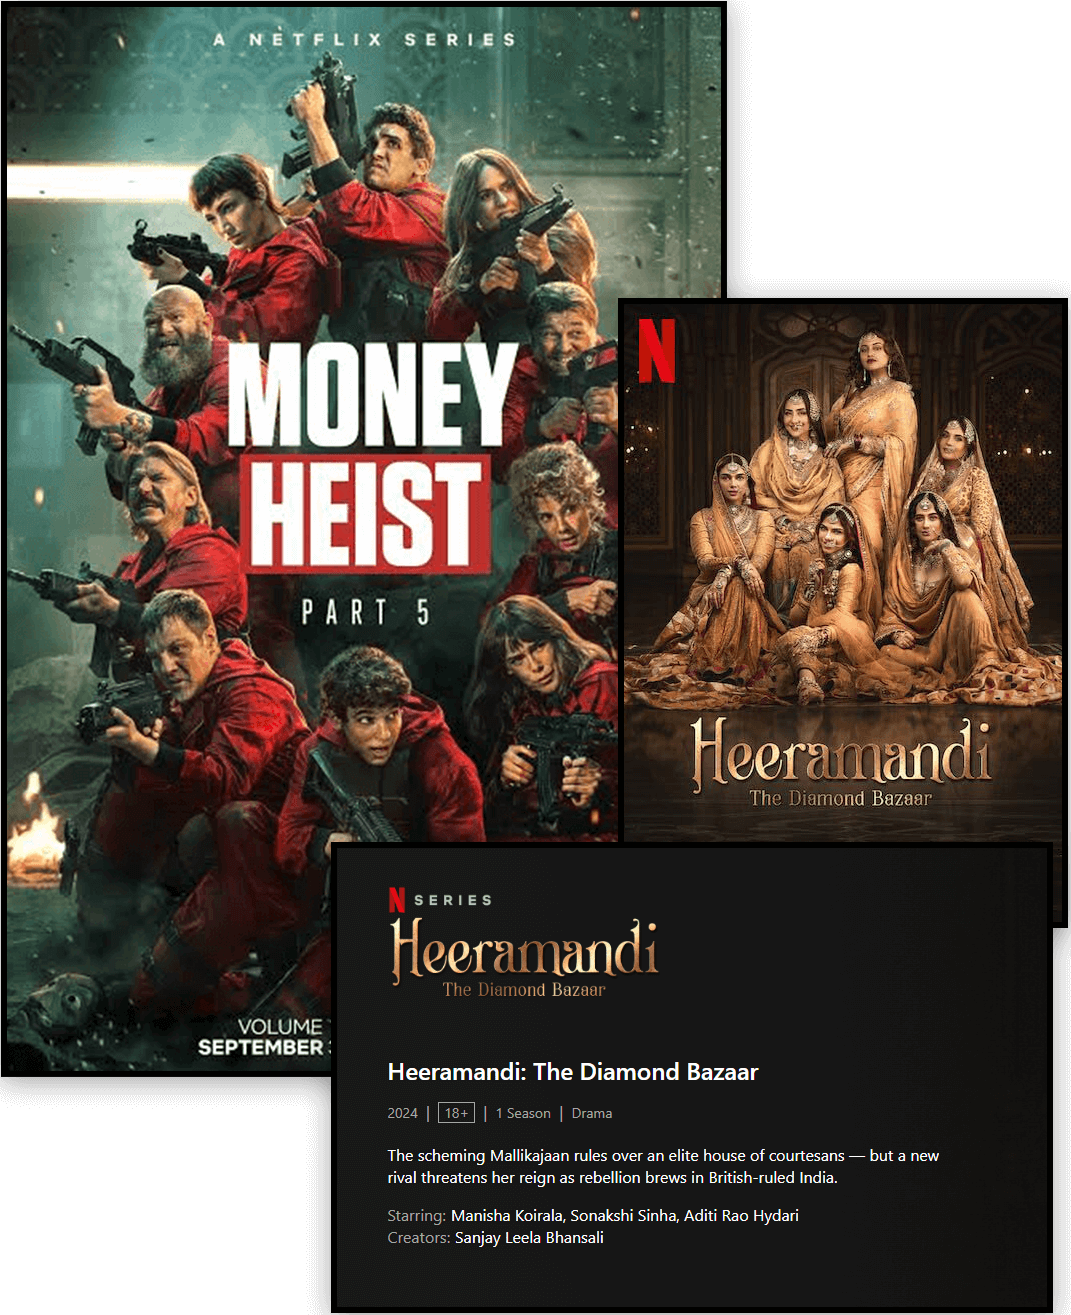 A NETFLIX SERIES
MONEY
HEIST
PART 5
VOLUME
SEPTEMBER
N
Heeramandi
The Diamond Bazaar
N SERIES
Heeramandi
The Diamond Bazaar
Heeramandi: The Diamond Bazaar
2024 | 18+ | 1 Season | Drama
The scheming Mallikajaan rules over an elite house of courtesans — but a new
rival threatens her reign as rebellion brews in British-ruled India.
Starring: Manisha Koirala, Sonakshi Sinha, Aditi Rao Hydari
Creators: Sanjay Leela Bhansali